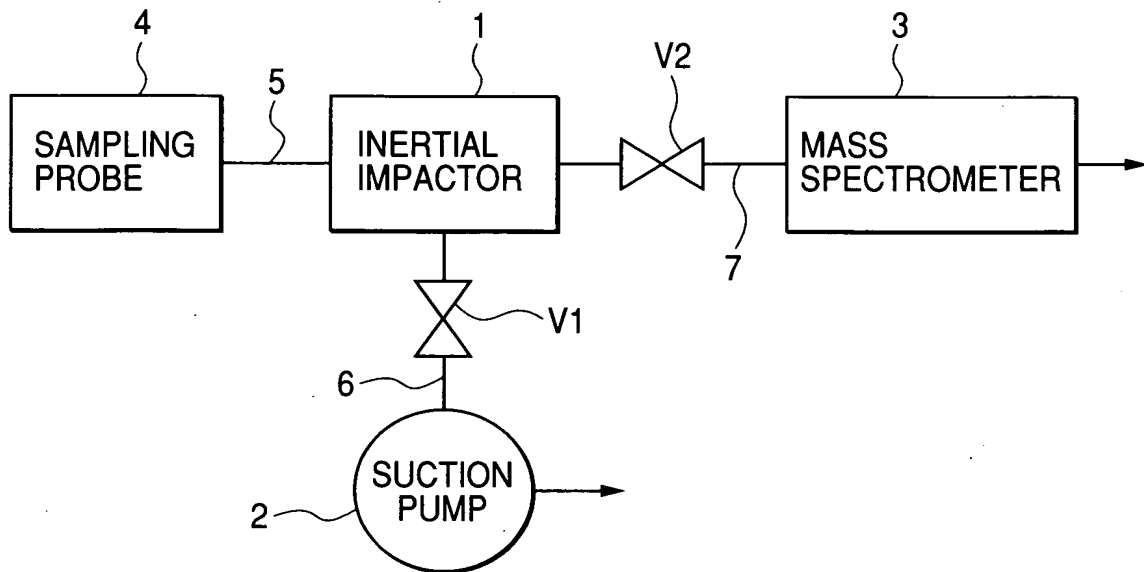 4
1
V2
3
5
SAMPLING
PROBE
INERTIAL
IMPACTOR
MASS
SPECTROMETER
7
V1
6
SUCTION
PUMP
2